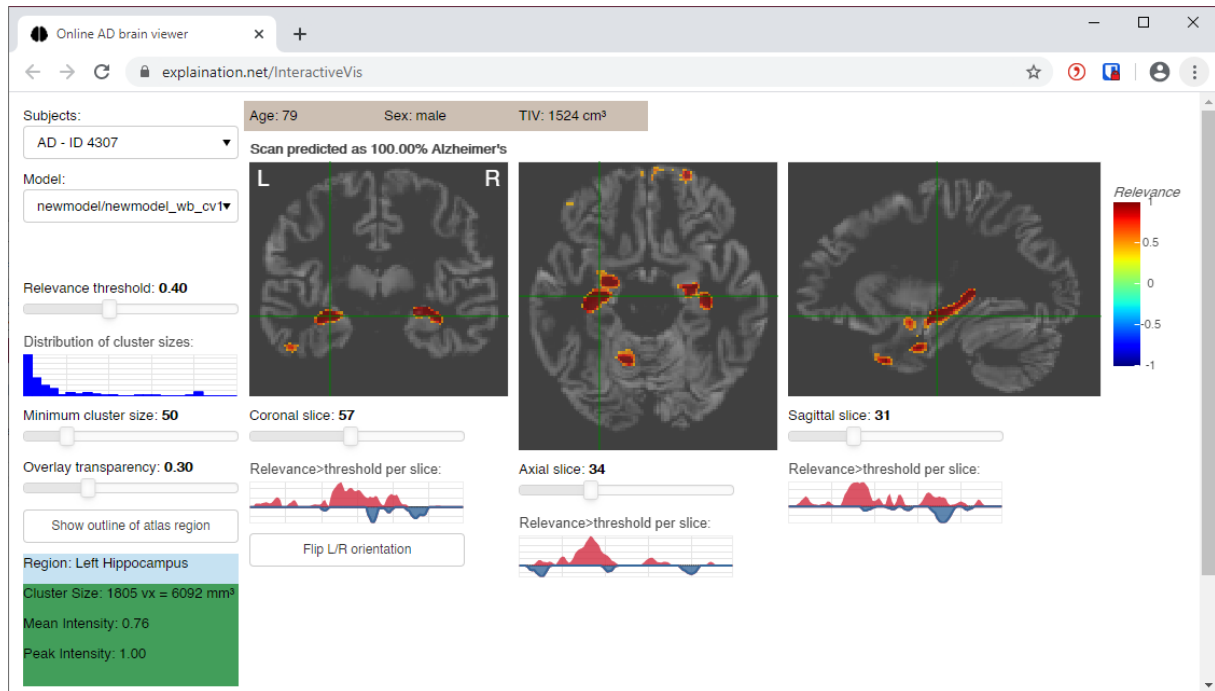 Online AD brain viewer
explaination.net/InteractiveVis
Subjects:
AD - ID 4307
Model:
newmodel/newmodel_wb_cv1
Relevance threshold: 0.40
Distribution of cluster sizes:
Minimum cluster size: 50
Overlay transparency: 0.30
Show outline of atlas region
Region: Left Hippocampus
Cluster Size: 1805 vx = 6092 mm³
Mean Intensity: 0.76
Peak Intensity: 1.00
Age: 79 Sex: male TIV: 1524 cm³
Scan predicted as 100.00% Alzheimer's
L R
Coronal slice: 57
Relevance>threshold per slice:
Flip L/R orientation
Axial slice: 34
Relevance>threshold per slice:
Sagittal slice: 31
Relevance>threshold per slice:
Relevance
1
0.5
0
-0.5
-1